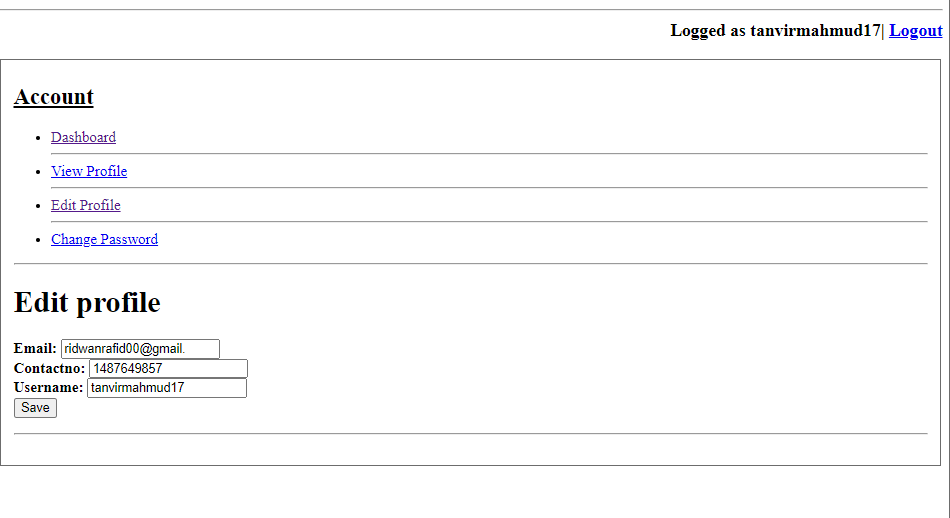 Logged as tanvirmahmud17| Logout
Account
Dashboard
View Profile
Edit Profile
Change Password
Edit profile
Email: ridwanrafid00@gmail.
Contactno: 1487649857
Username: tanvirmahmud17
Save